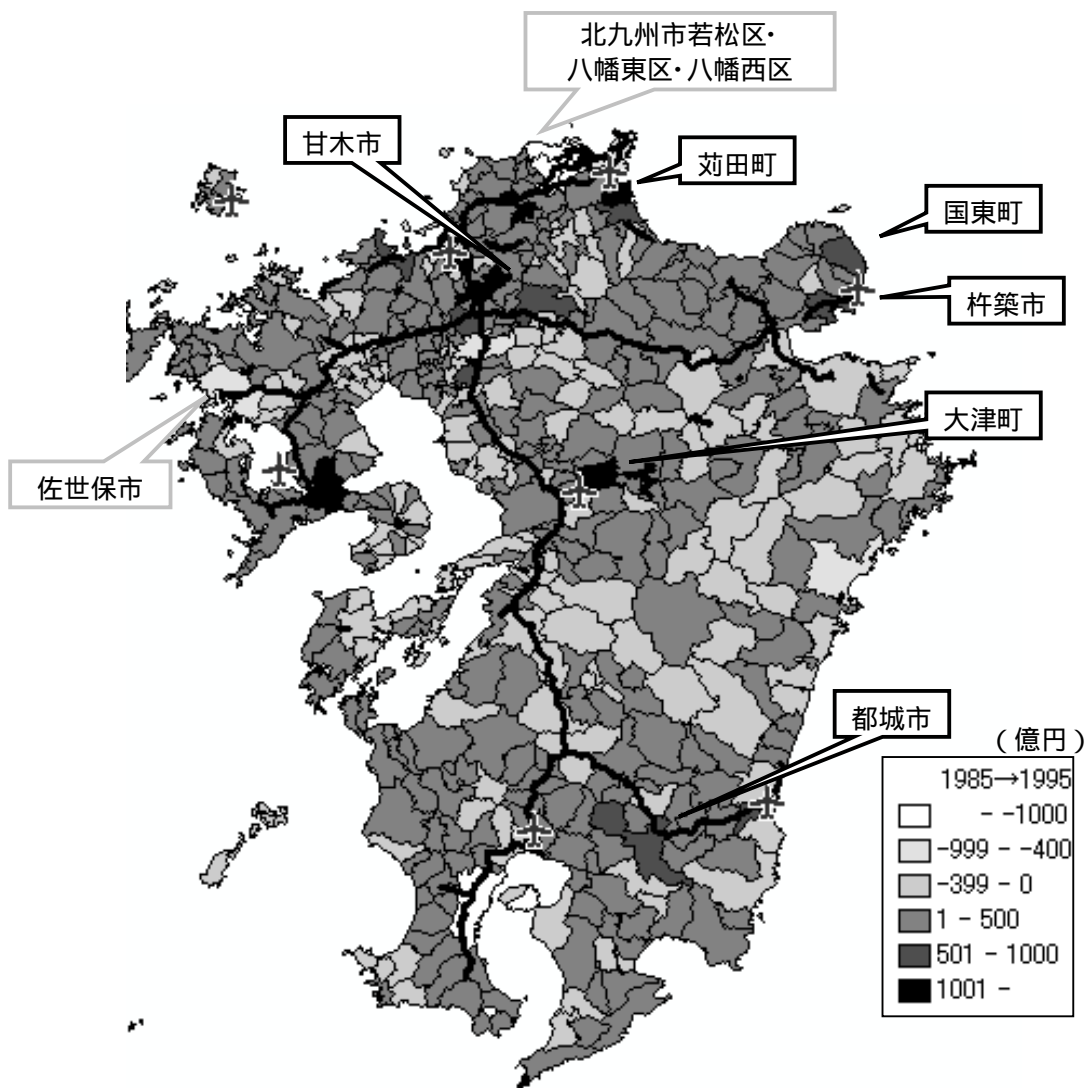 北九州市若松区・
八幡東区・八幡西区
甘木市
苅田町
国東町
杵築市
大津町
佐世保市
都城市
（億円）
1985→1995
- -1000
-999 - -400
-399 - 0
1 - 500
501 - 1000
1001 -